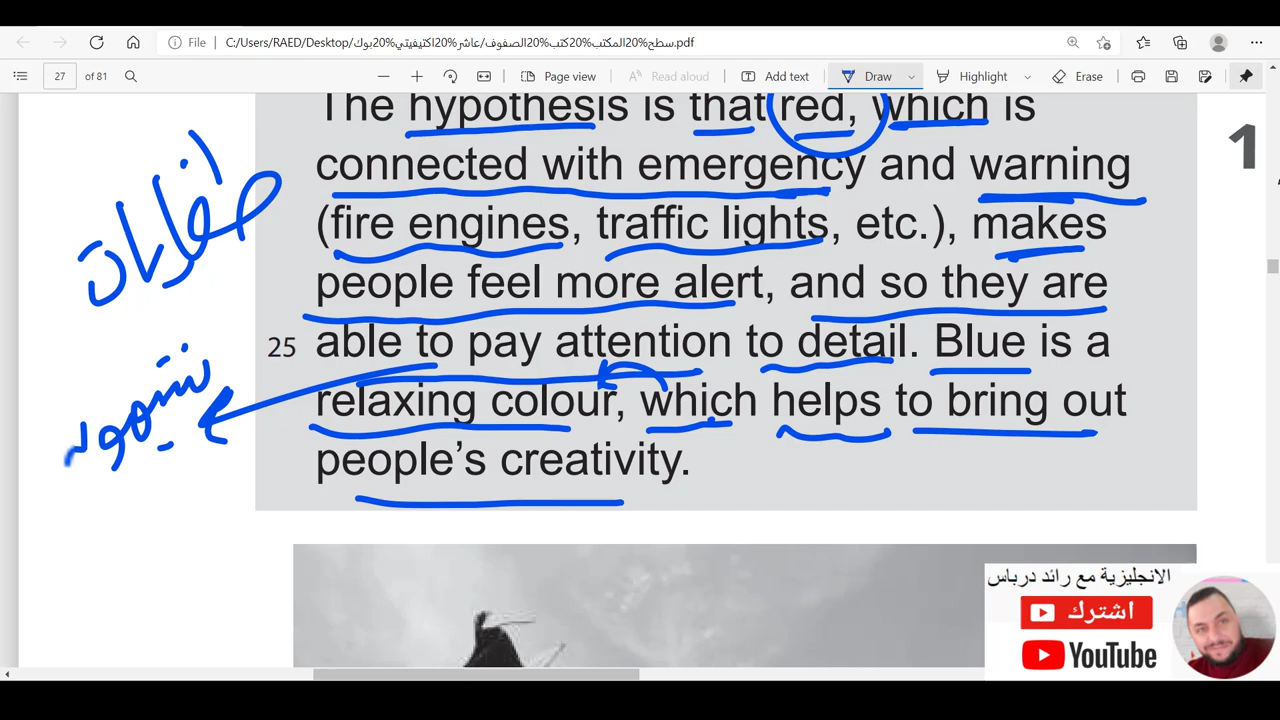 File
C:/Users/RAED/Desktop/سطح%20المكتب%20كتب%20الصفوف/عاشر%20اكتيفيتي%20بوك.pdf
27 of 81
Page view
Read aloud
Add text
Draw
Highlight
Erase
The hypothesis is that red, which is
connected with emergency and warning
(fire engines, traffic lights, etc.), makes
people feel more alert, and so they are
25 able to pay attention to detail. Blue is a
relaxing colour, which helps to bring out
people’s creativity.
1
الانجليزية مع رائد درباس
اشترك
YouTube